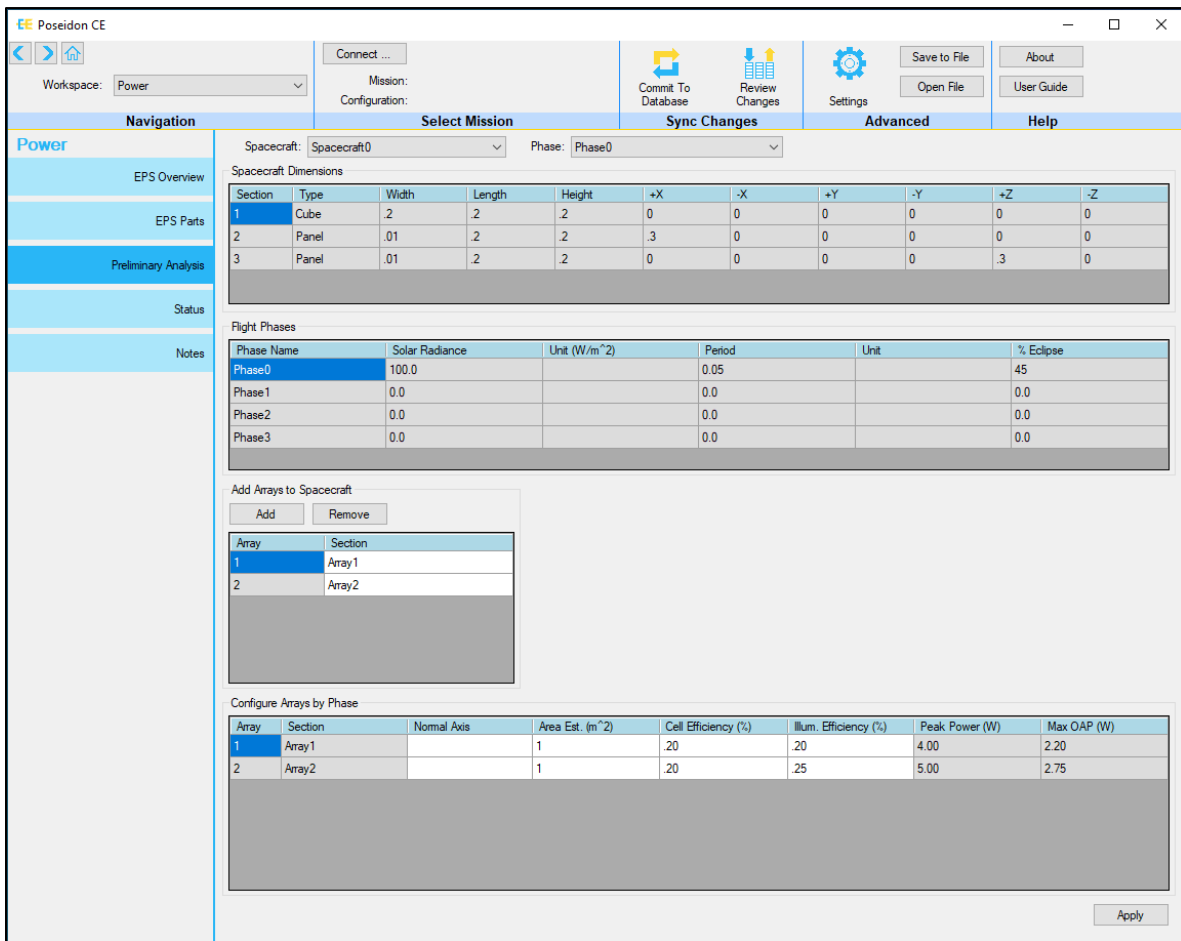 EE Poseidon CE
Connect ...
Save to File
About
Workspace: Power
Mission:
Configuration:
Commit To Database
Review Changes
Settings
Open File
User Guide
Navigation Select Mission Sync Changes Advanced Help
Power
EPS Overview
EPS Parts
Preliminary Analysis
Status
Notes
Spacecraft: Spacecraft0 Phase: Phase0
Spacecraft Dimensions
Section Type Width Length Height +X -X +Y -Y +Z -Z
1 Cube .2 .2 .2 0 0 0 0 0 0
2 Panel .01 .2 .2 .3 0 0 0 0 0
3 Panel .01 .2 .2 0 0 0 0 .3 0
Flight Phases
Phase Name Solar Radiance Unit (W/m^2) Period Unit % Eclipse
Phase0 100.0 0.05 45
Phase1 0.0 0.0 0.0
Phase2 0.0 0.0 0.0
Phase3 0.0 0.0 0.0
Add Arrays to Spacecraft
Add Remove
Array Section
1 Array1
2 Array2
Configure Arrays by Phase
Array Section Normal Axis Area Est. (m^2) Cell Efficiency (%) Illum. Efficiency (%) Peak Power (W) Max OAP (W)
1 Array1 1 .20 .20 4.00 2.20
2 Array2 1 .20 .25 5.00 2.75
Apply